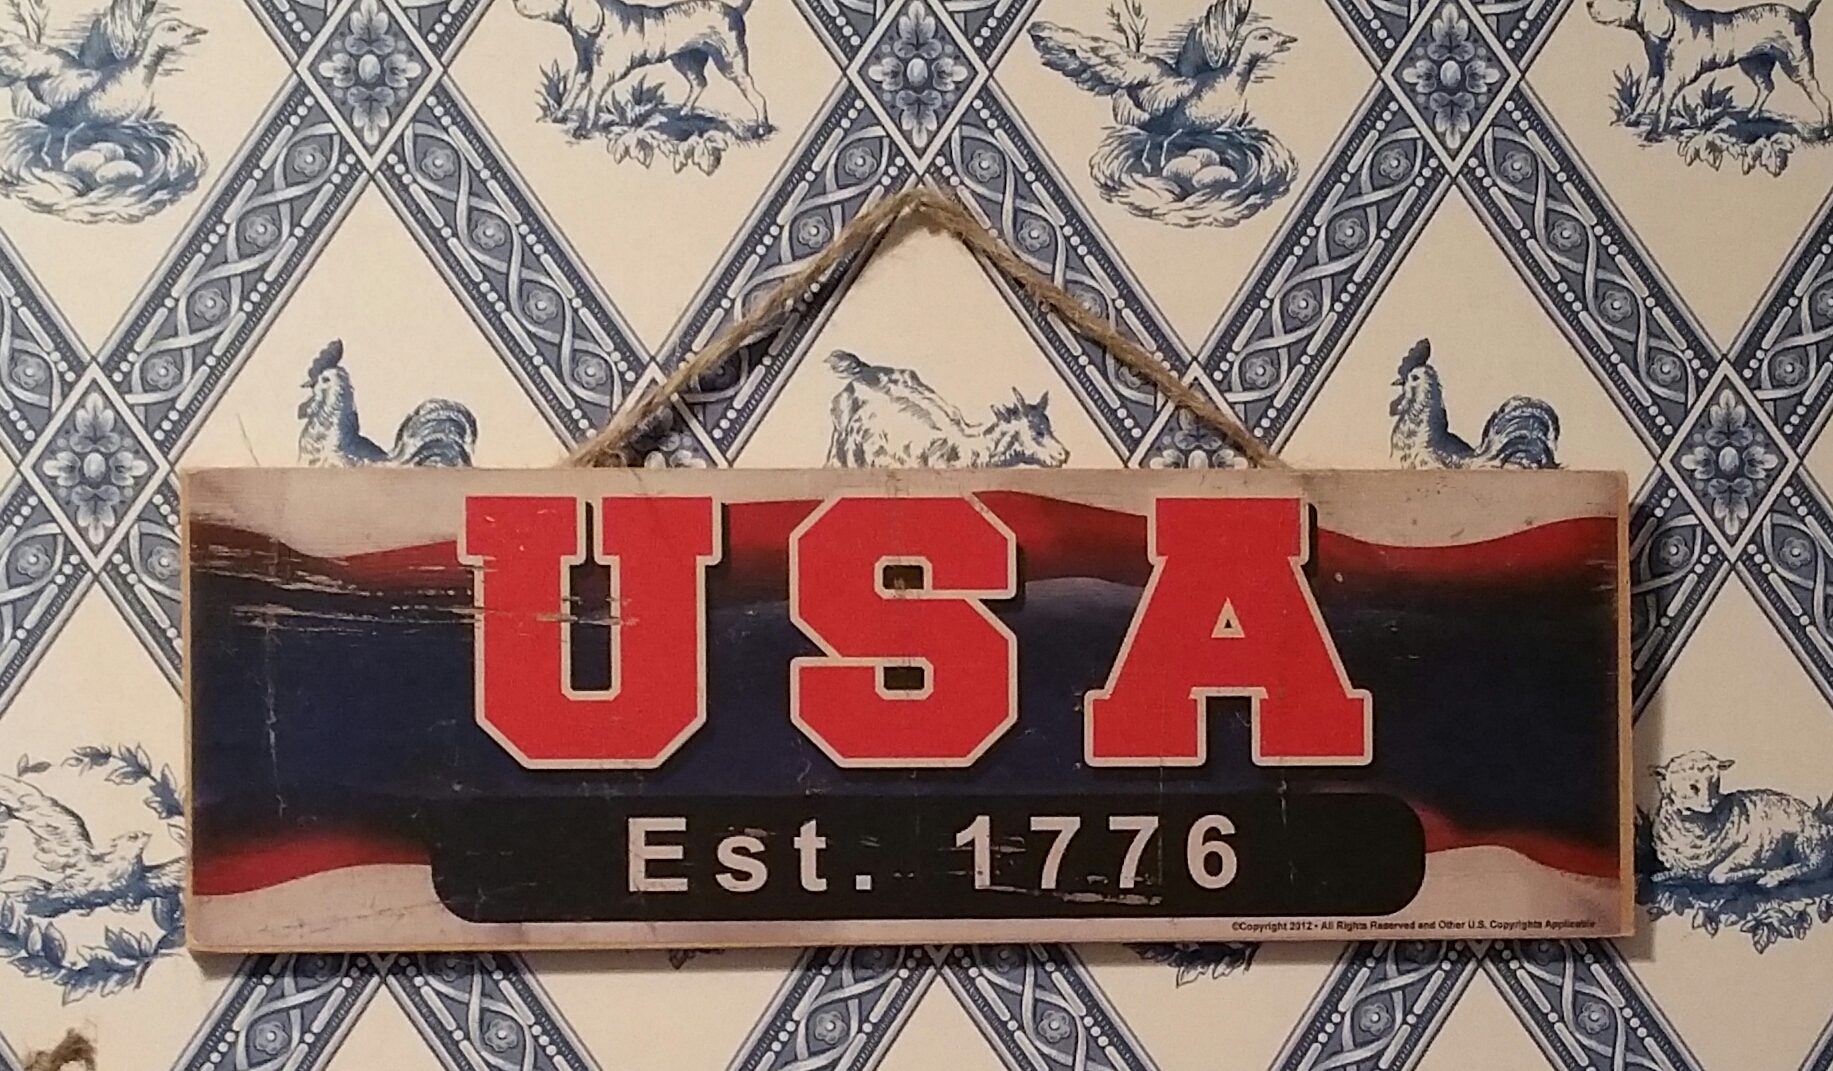 USA
Est. 1776
©Copyright 2012 • All Rights Reserved and Other U.S. Copyrights Applicable